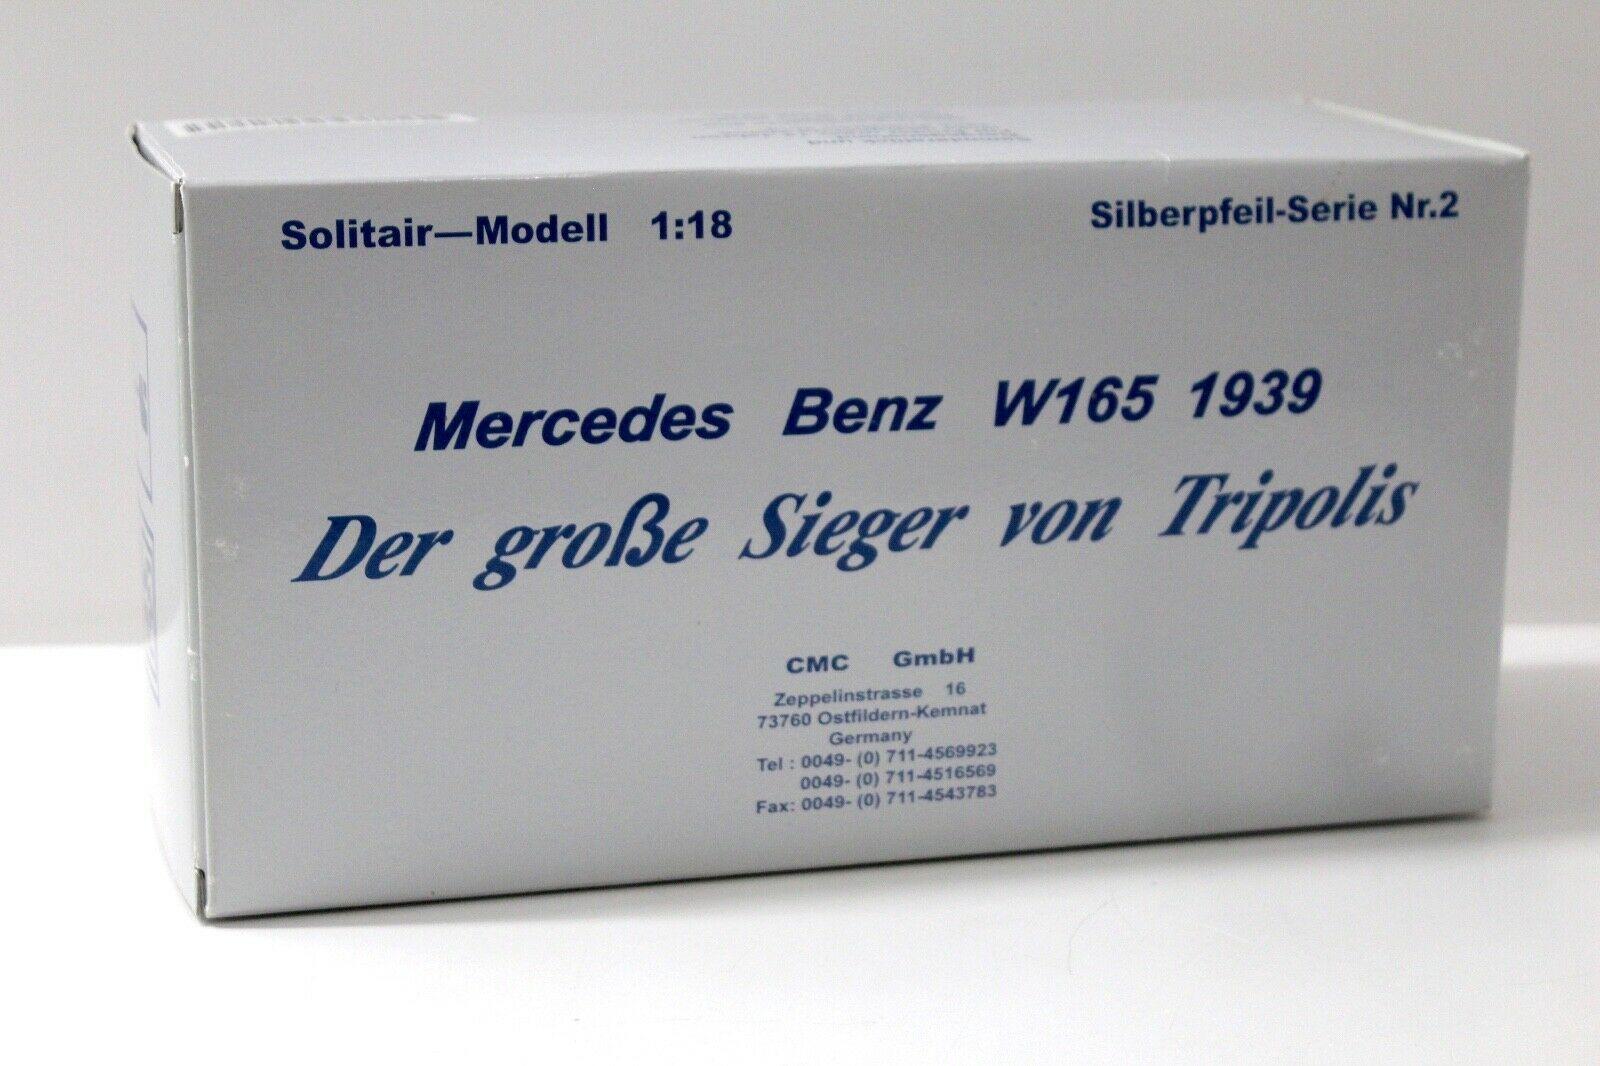 Solitair—Modell 1:18
Silberpfeil-Serie Nr.2
Mercedes Benz W165 1939
Der große Sieger von Tripolis
CMC GmbH
Zeppelinstrasse 16
73760 Ostfildern-Kemnat
Germany
Tel : 0049- (0) 711-4569923
0049- (0) 711-4516569
Fax: 0049- (0) 711-4543783